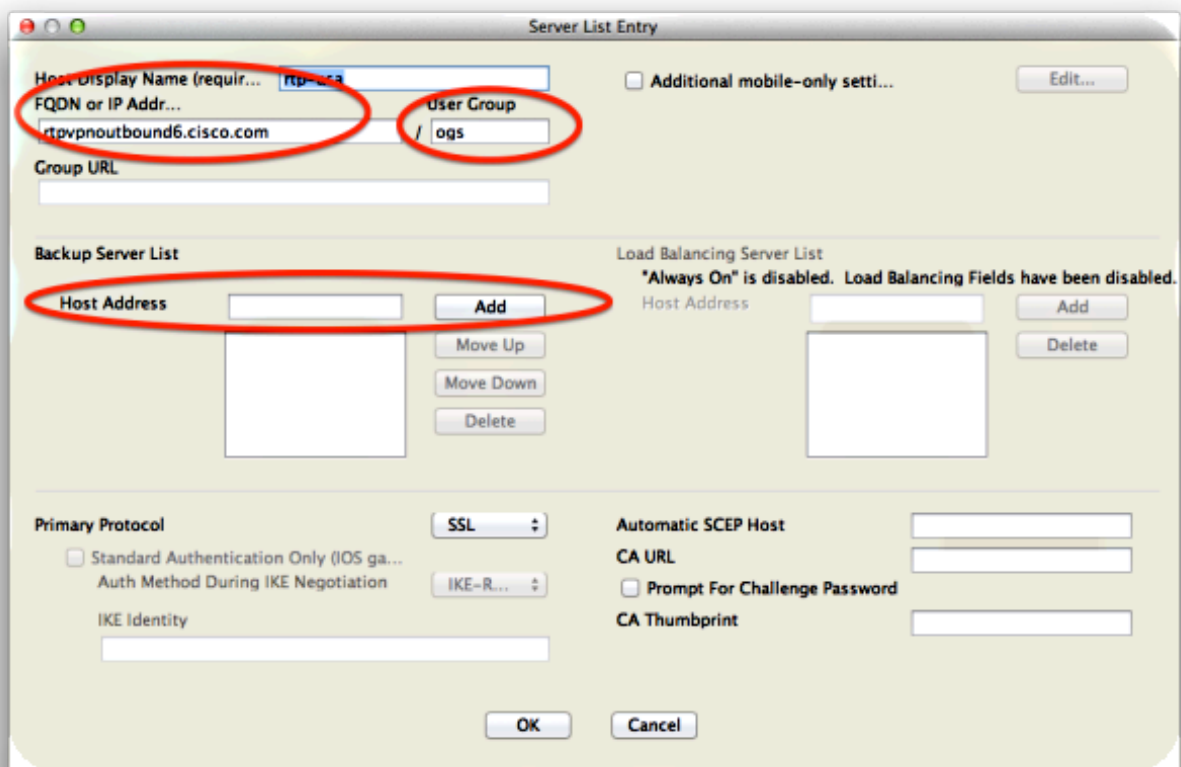 Server List Entry
Host Display Name (requir... rtp-usa
Additional mobile-only setti... Edit...
FQDN or IP Addr... User Group
rtpvpnoutbound6.cisco.com / ogs
Group URL
Backup Server List
Load Balancing Server List
"Always On" is disabled. Load Balancing Fields have been disabled.
Host Address Add
Host Address Add
Move Up
Delete
Move Down
Delete
Primary Protocol SSL
Automatic SCEP Host
Standard Authentication Only (IOS ga...
CA URL
Auth Method During IKE Negotiation IKE-R...
Prompt For Challenge Password
IKE Identity
CA Thumbprint
OK Cancel